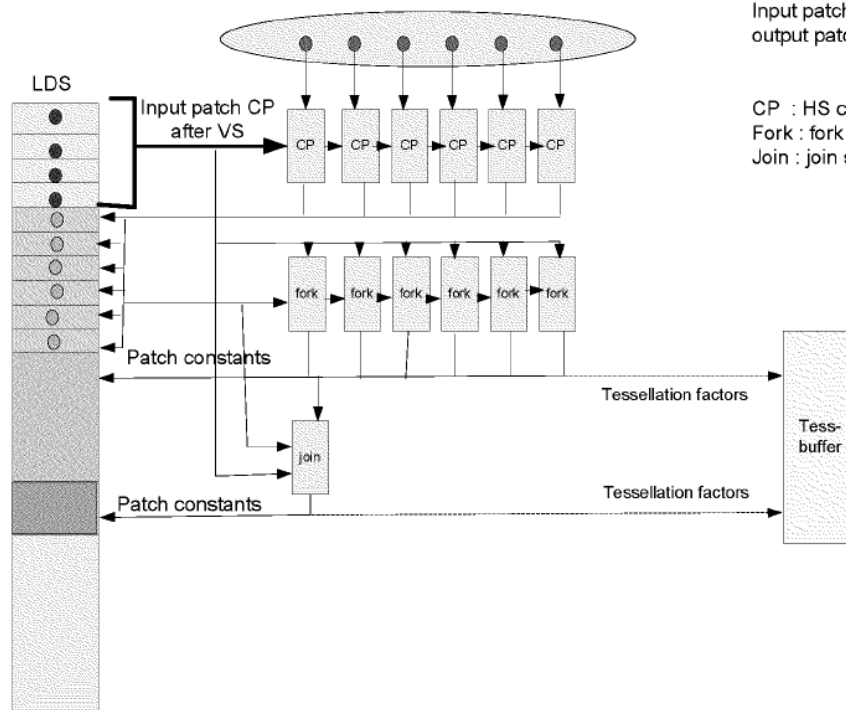 Input patch
output patc
LDS
Input patch CP
after VS
CP : HS c
Fork : fork
Join : join s
CP CP CP CP CP CP
fork fork fork fork fork fork
Patch constants
Tessellation factors
Tess-
buffer
join
Patch constants
Tessellation factors